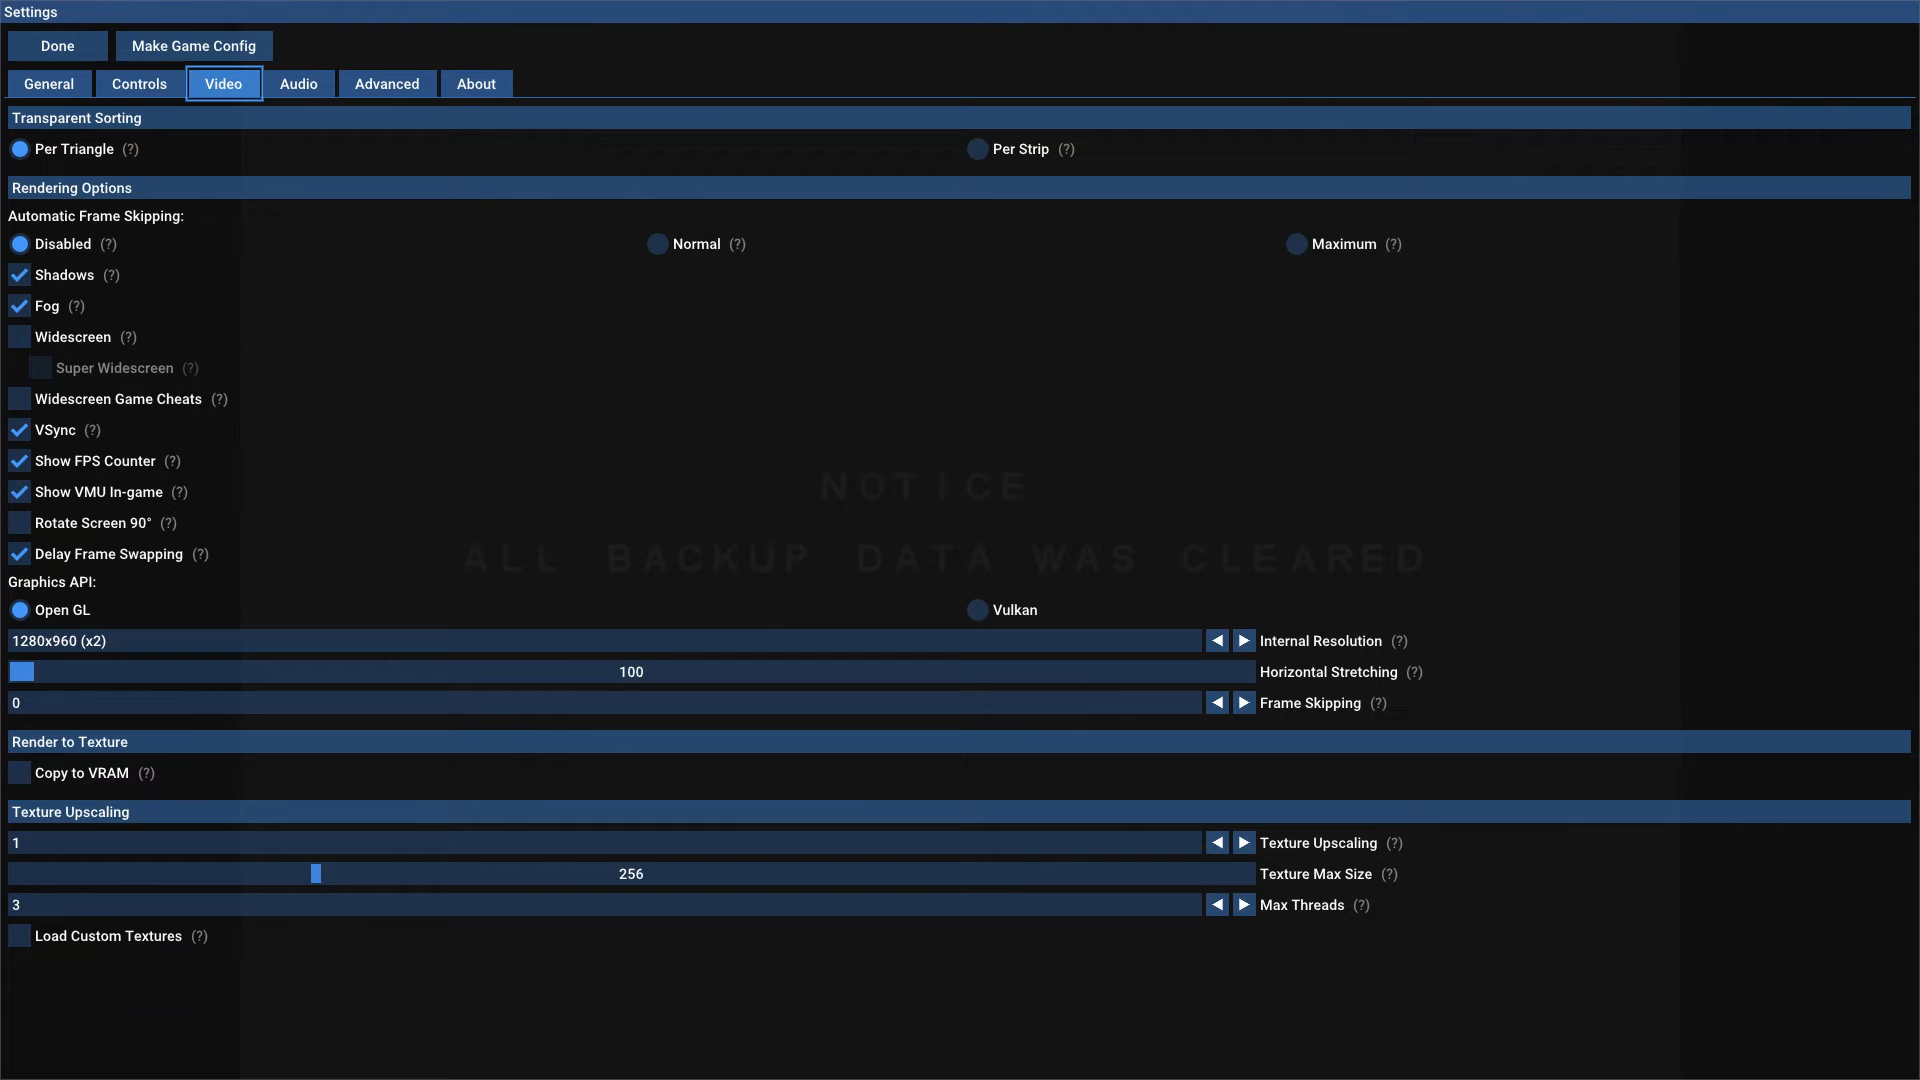 Settings
Done Make Game Config
General Controls Video Audio Advanced About
Transparent Sorting
Per Triangle (?) Per Strip (?)
Rendering Options
Automatic Frame Skipping:
Disabled (?) Normal (?) Maximum (?)
Shadows (?)
Fog (?)
Widescreen (?)
Super Widescreen (?)
Widescreen Game Cheats (?)
VSync (?)
Show FPS Counter (?)
NOTICE
Show VMU In-game (?)
Rotate Screen 90° (?)
Delay Frame Swapping (?)
ALL BACKUP DATA WAS CLEARED
Graphics API:
Open GL Vulkan
1280x960 (x2) Internal Resolution (?)
100 Horizontal Stretching (?)
0 Frame Skipping (?)
Render to Texture
Copy to VRAM (?)
Texture Upscaling
1 Texture Upscaling (?)
256 Texture Max Size (?)
3 Max Threads (?)
Load Custom Textures (?)